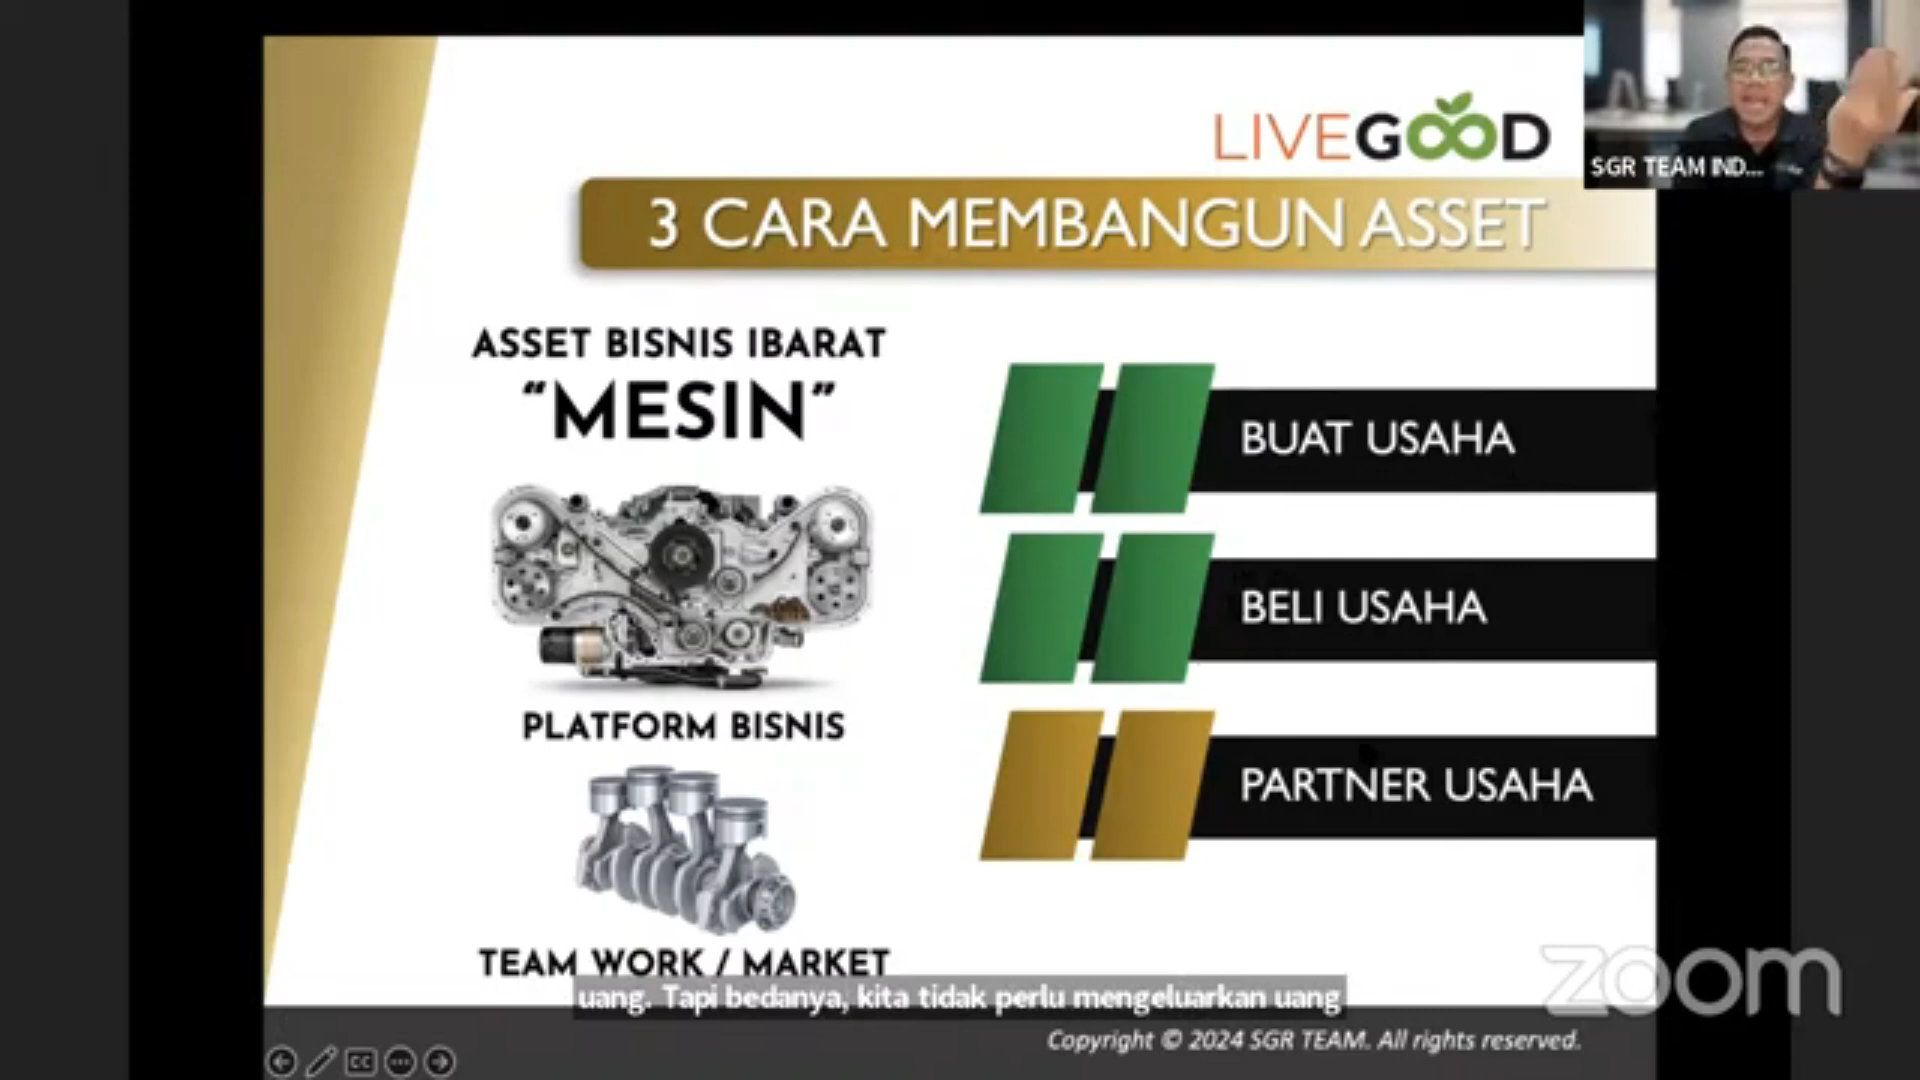 LIVEGOOD
SGR TEAM IND...
3 CARA MEMBANGUN ASSET
ASSET BISNIS IBARAT
“MESIN”
PLATFORM BISNIS
TEAM WORK / MARKET
BUAT USAHA
BELI USAHA
PARTNER USAHA
uang. Tapi bedanya, kita tidak perlu mengeluarkan uang
zoom
Copyright © 2024 SGR TEAM. All rights reserved.
CC